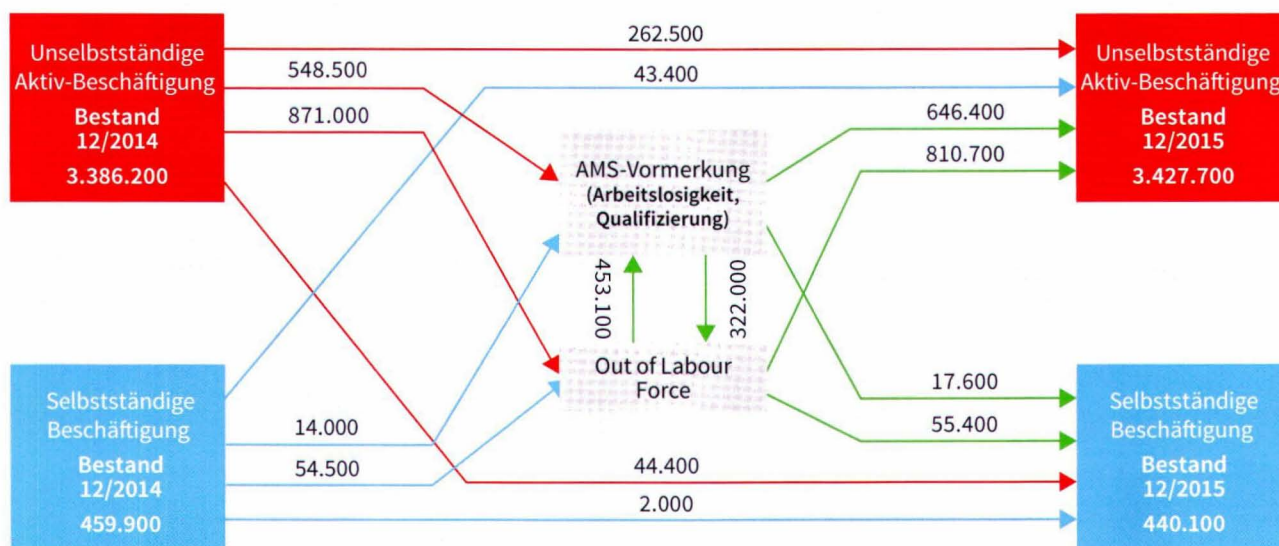 Unselbstständige
Aktiv-Beschäftigung
Bestand
12/2014
3.386.200
262.500
548.500
43.400
871.000
Unselbstständige
Aktiv-Beschäftigung
Bestand
12/2015
3.427.700
646.400
810.700
AMS-Vormerkung
(Arbeitslosigkeit,
Qualifizierung)
453.100
322.000
Out of Labour
Force
Selbstständige
Beschäftigung
Bestand
12/2014
459.900
14.000
54.500
44.400
2.000
17.600
55.400
Selbstständige
Beschäftigung
Bestand
12/2015
440.100